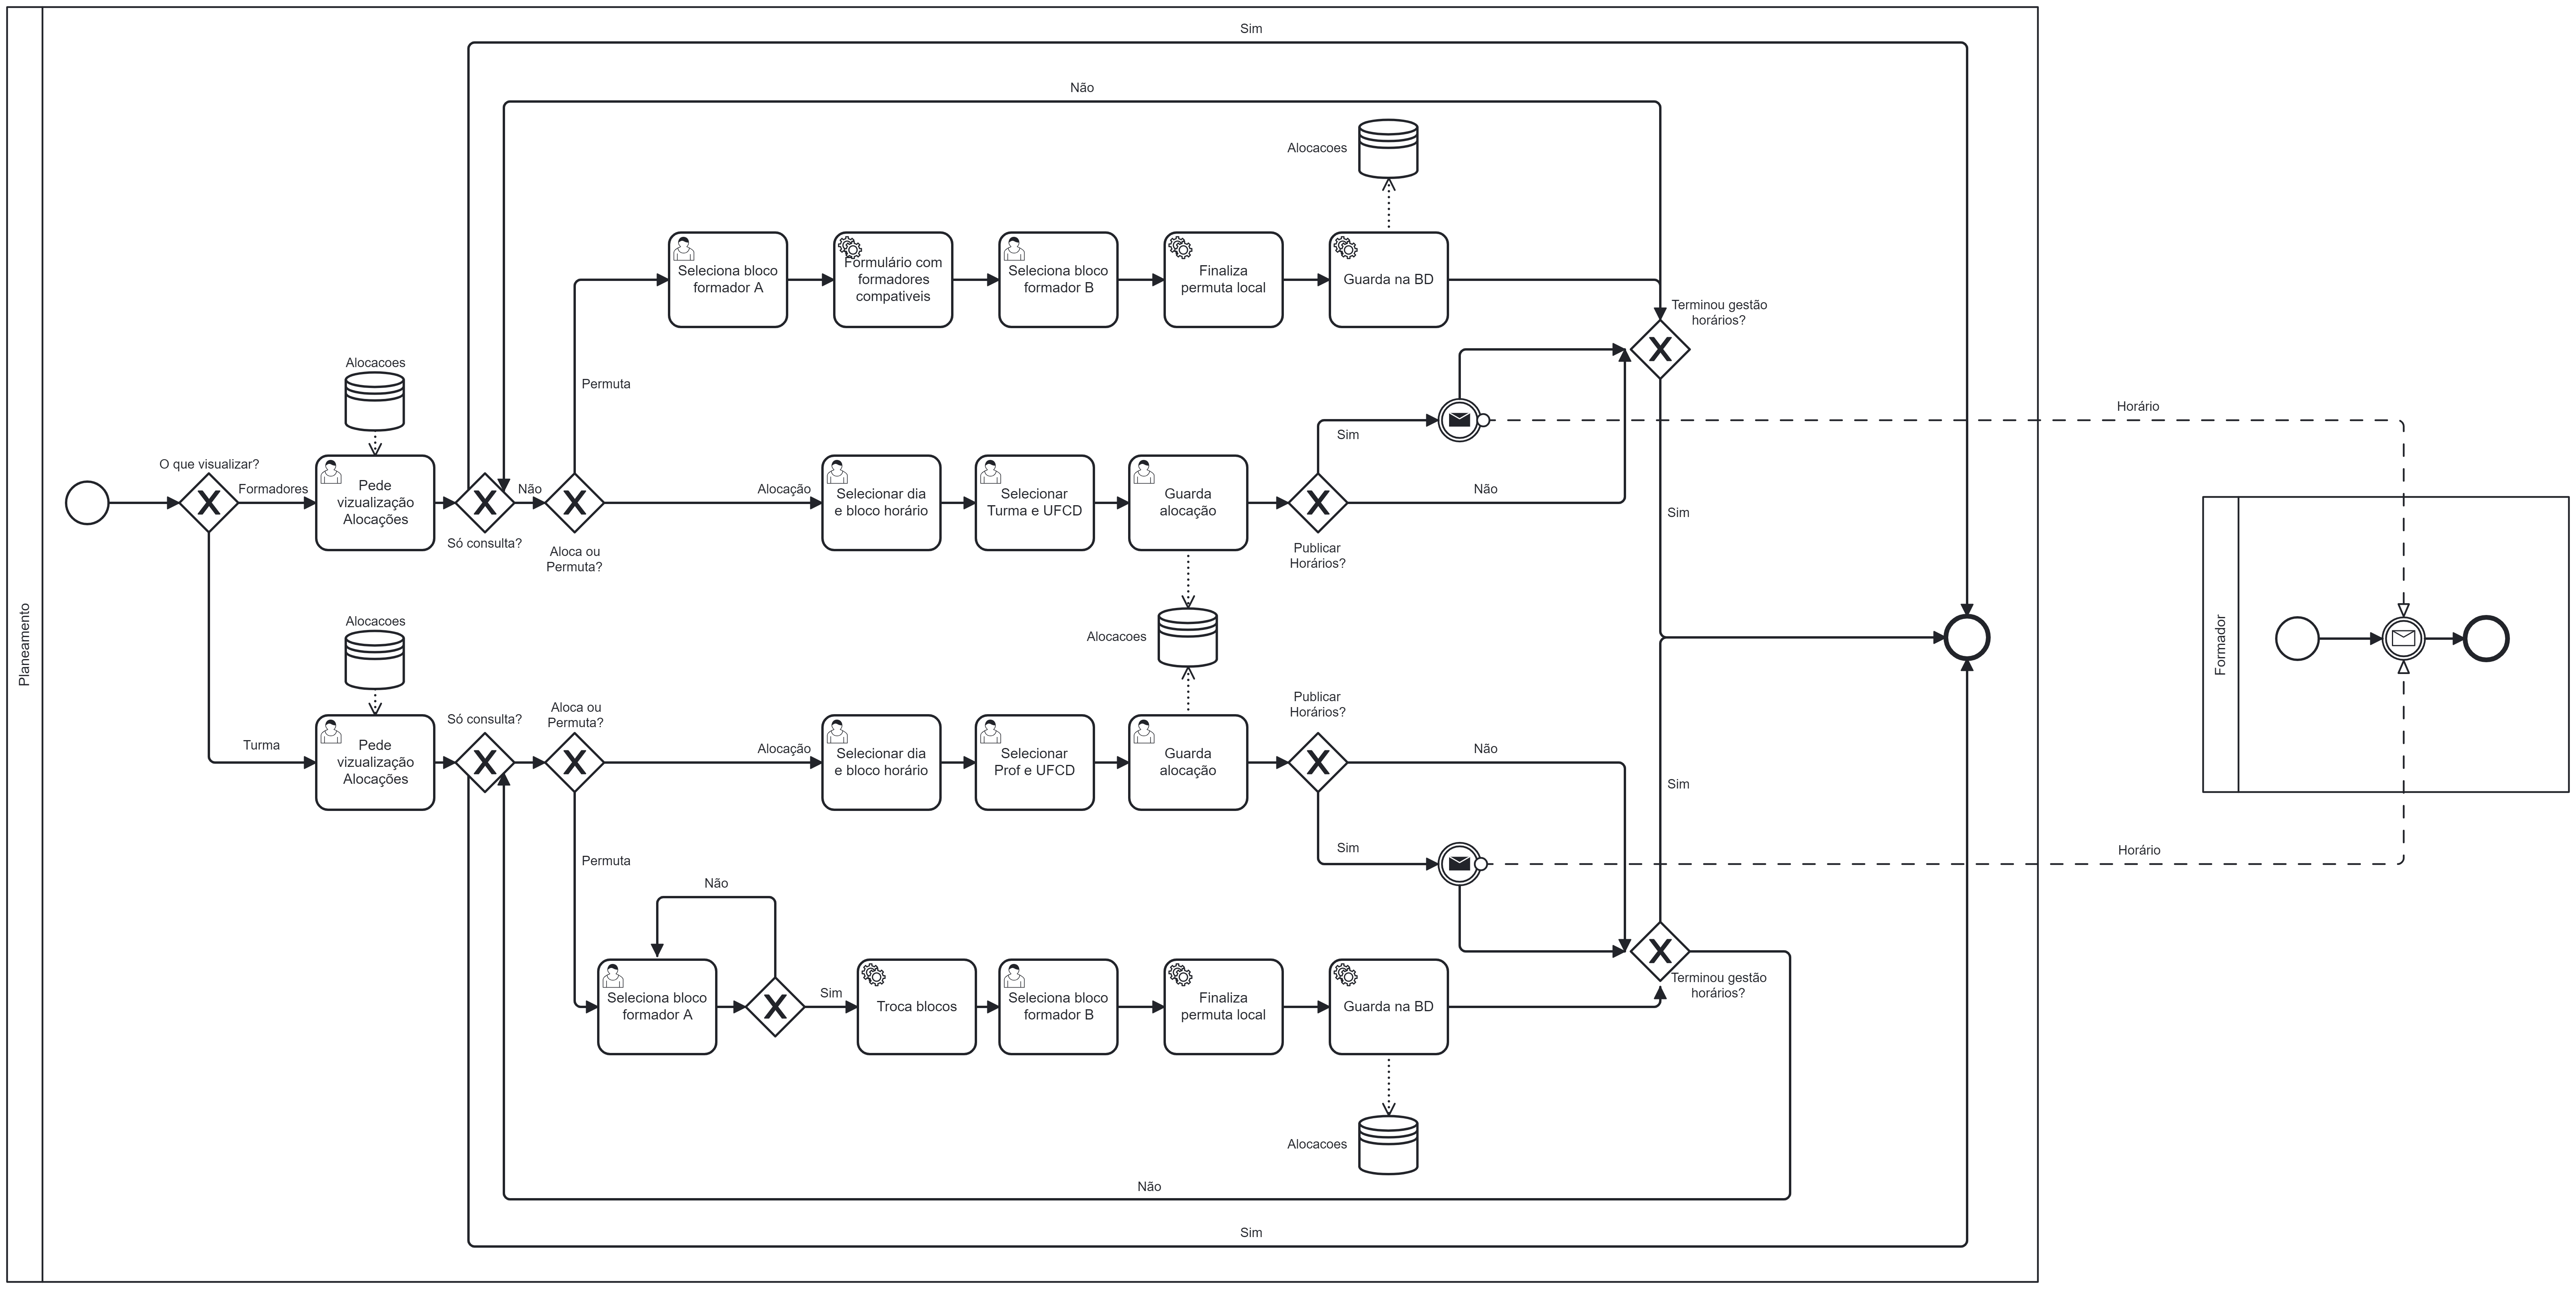 Sim
Não
Alocacoes
Seleciona bloco
formador A
Formulário com
formadores
compativeis
Seleciona bloco
formador B
Finaliza
permuta local
Guarda na BD
Terminou gestão
horários?
Alocacoes
Permuta
Horário
Sim
O que visualizar?
Formadores
Pede
vizualização
Alocações
Não
Só consulta?
Aloca ou
Permuta?
Alocação
Selecionar dia
e bloco horário
Selecionar
Turma e UFCD
Guarda
alocação
Publicar
Horários?
Não
Sim
Planeamento
Formador
Alocacoes
Alocacoes
Turma
Pede
vizualização
Alocações
Só consulta?
Aloca ou
Permuta?
Alocação
Selecionar dia
e bloco horário
Selecionar
Prof e UFCD
Guarda
alocação
Publicar
Horários?
Não
Sim
Sim
Horário
Permuta
Não
Seleciona bloco
formador A
Sim
Troca blocos
Seleciona bloco
formador B
Finaliza
permuta local
Guarda na BD
Terminou gestão
horários?
Alocacoes
Não
Sim